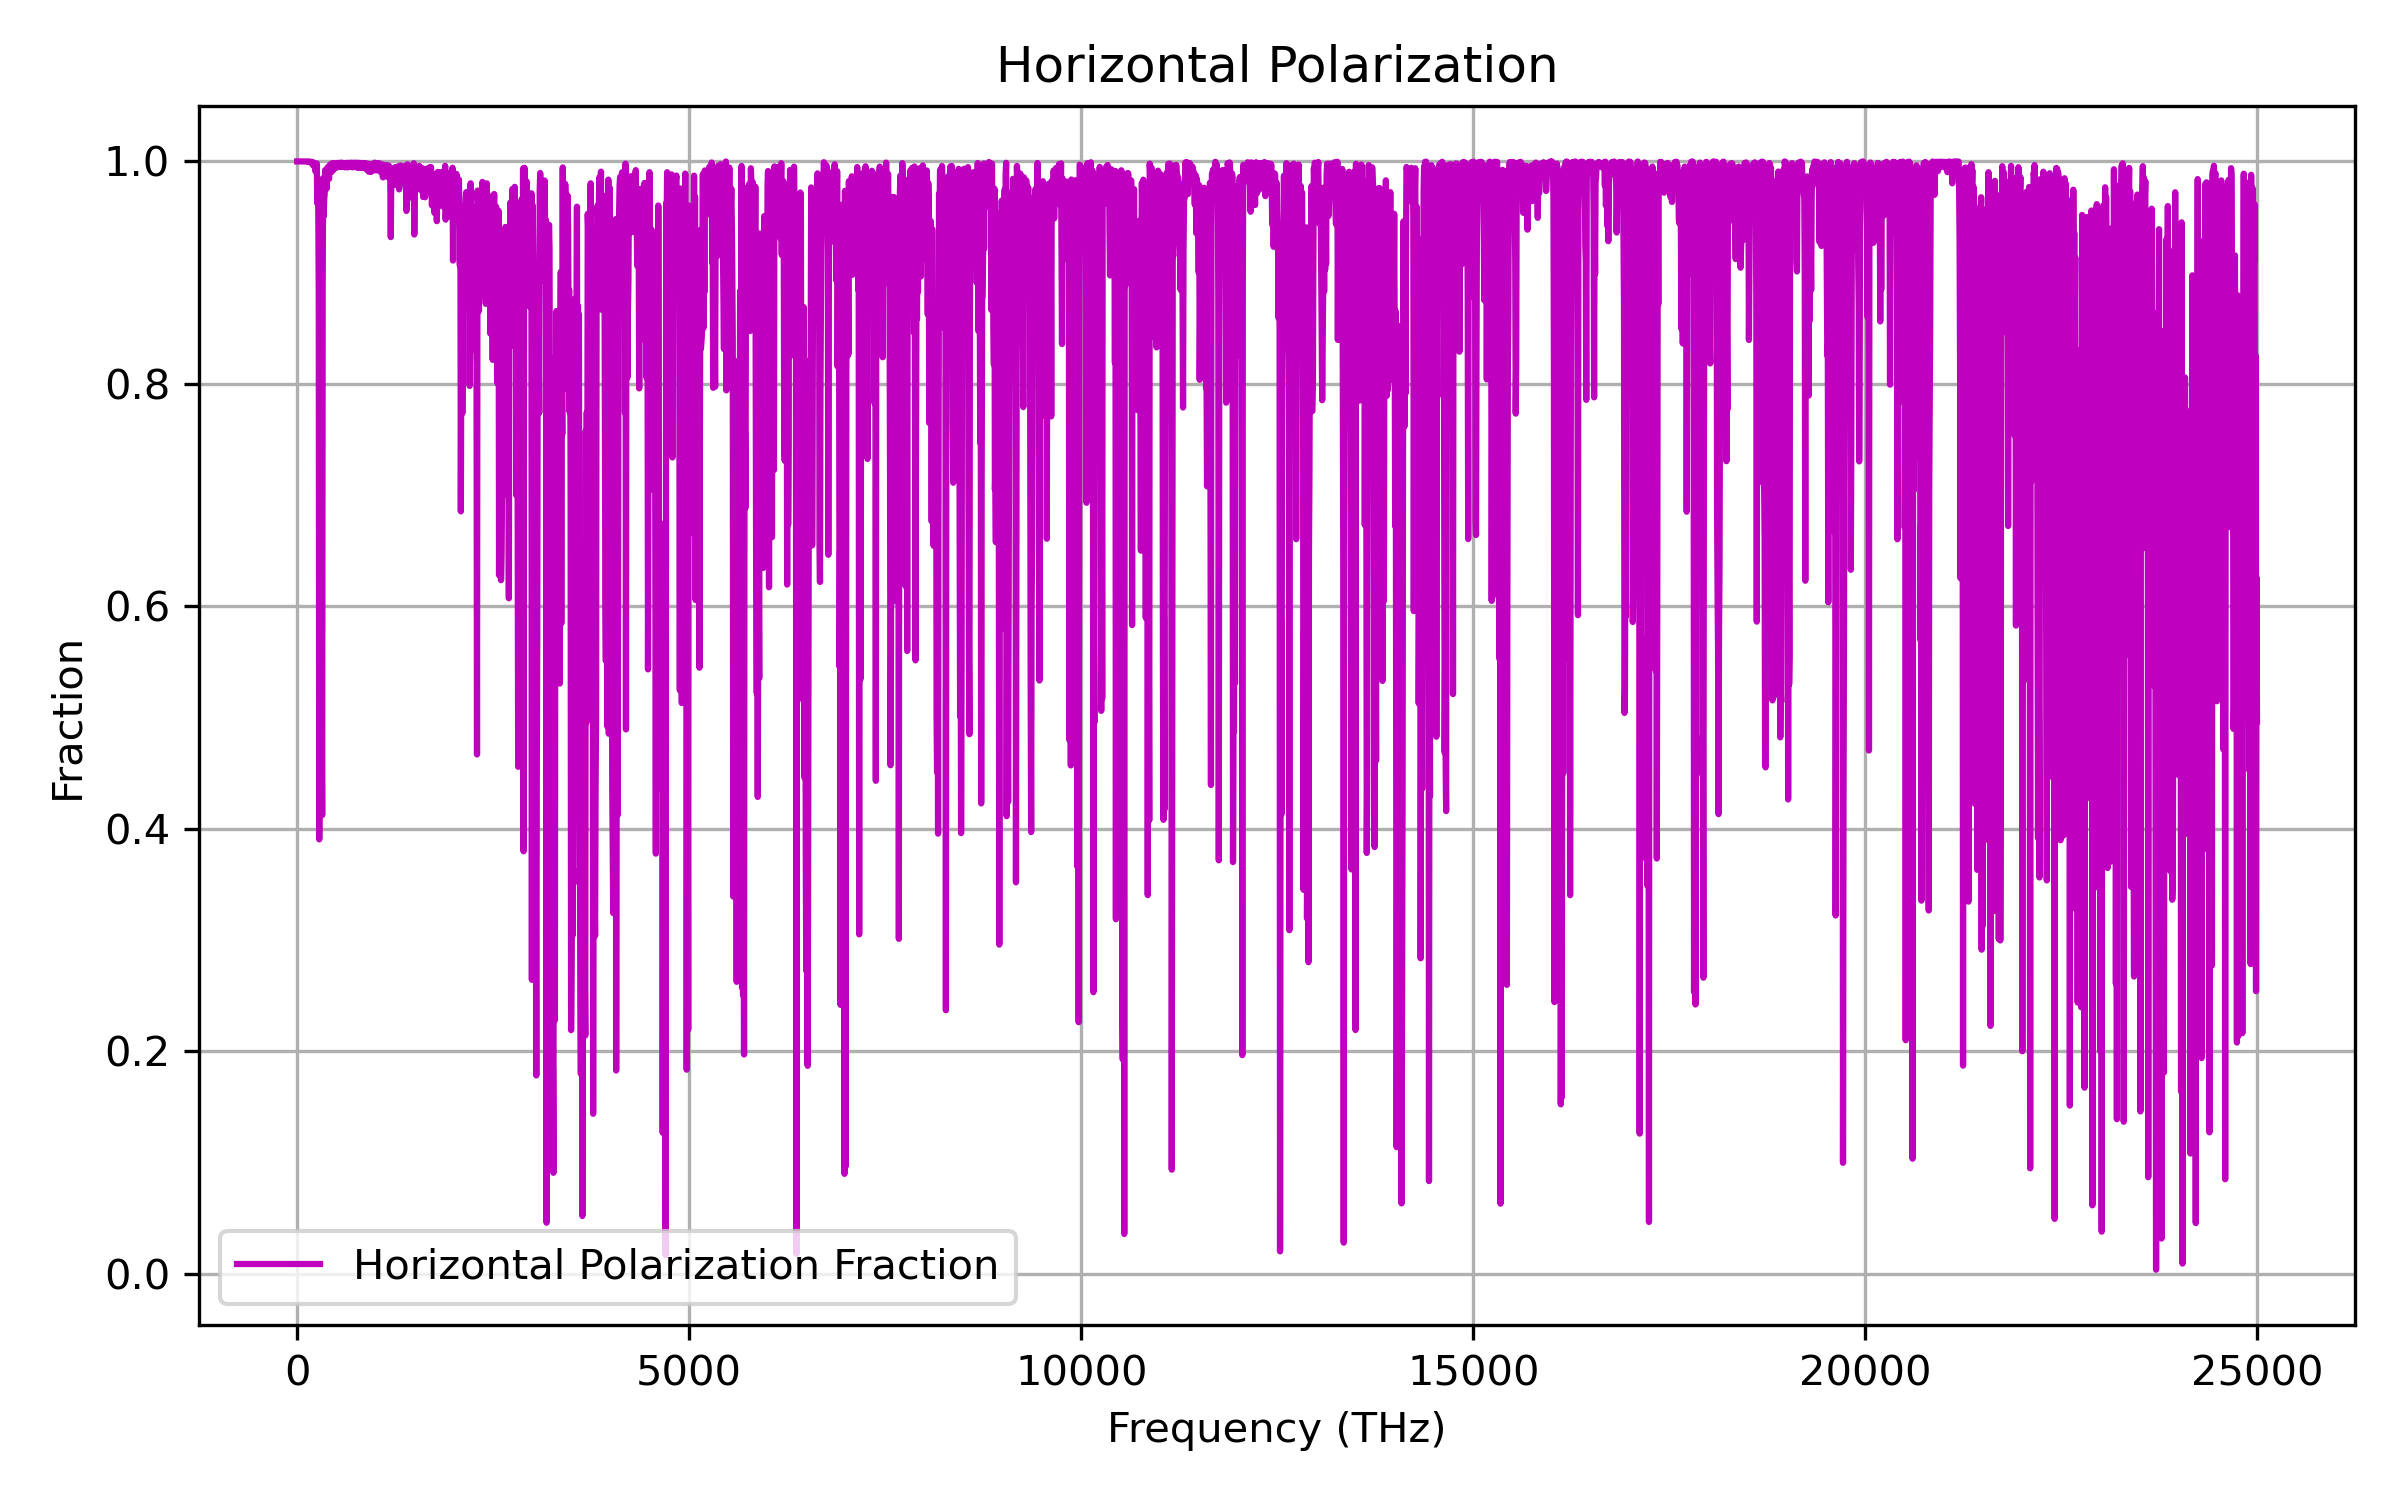 Horizontal Polarization
Fraction
1.0
0.8
0.6
0.4
0.2
0.0
Horizontal Polarization Fraction
0 5000 10000 15000 20000 25000
Frequency (THz)